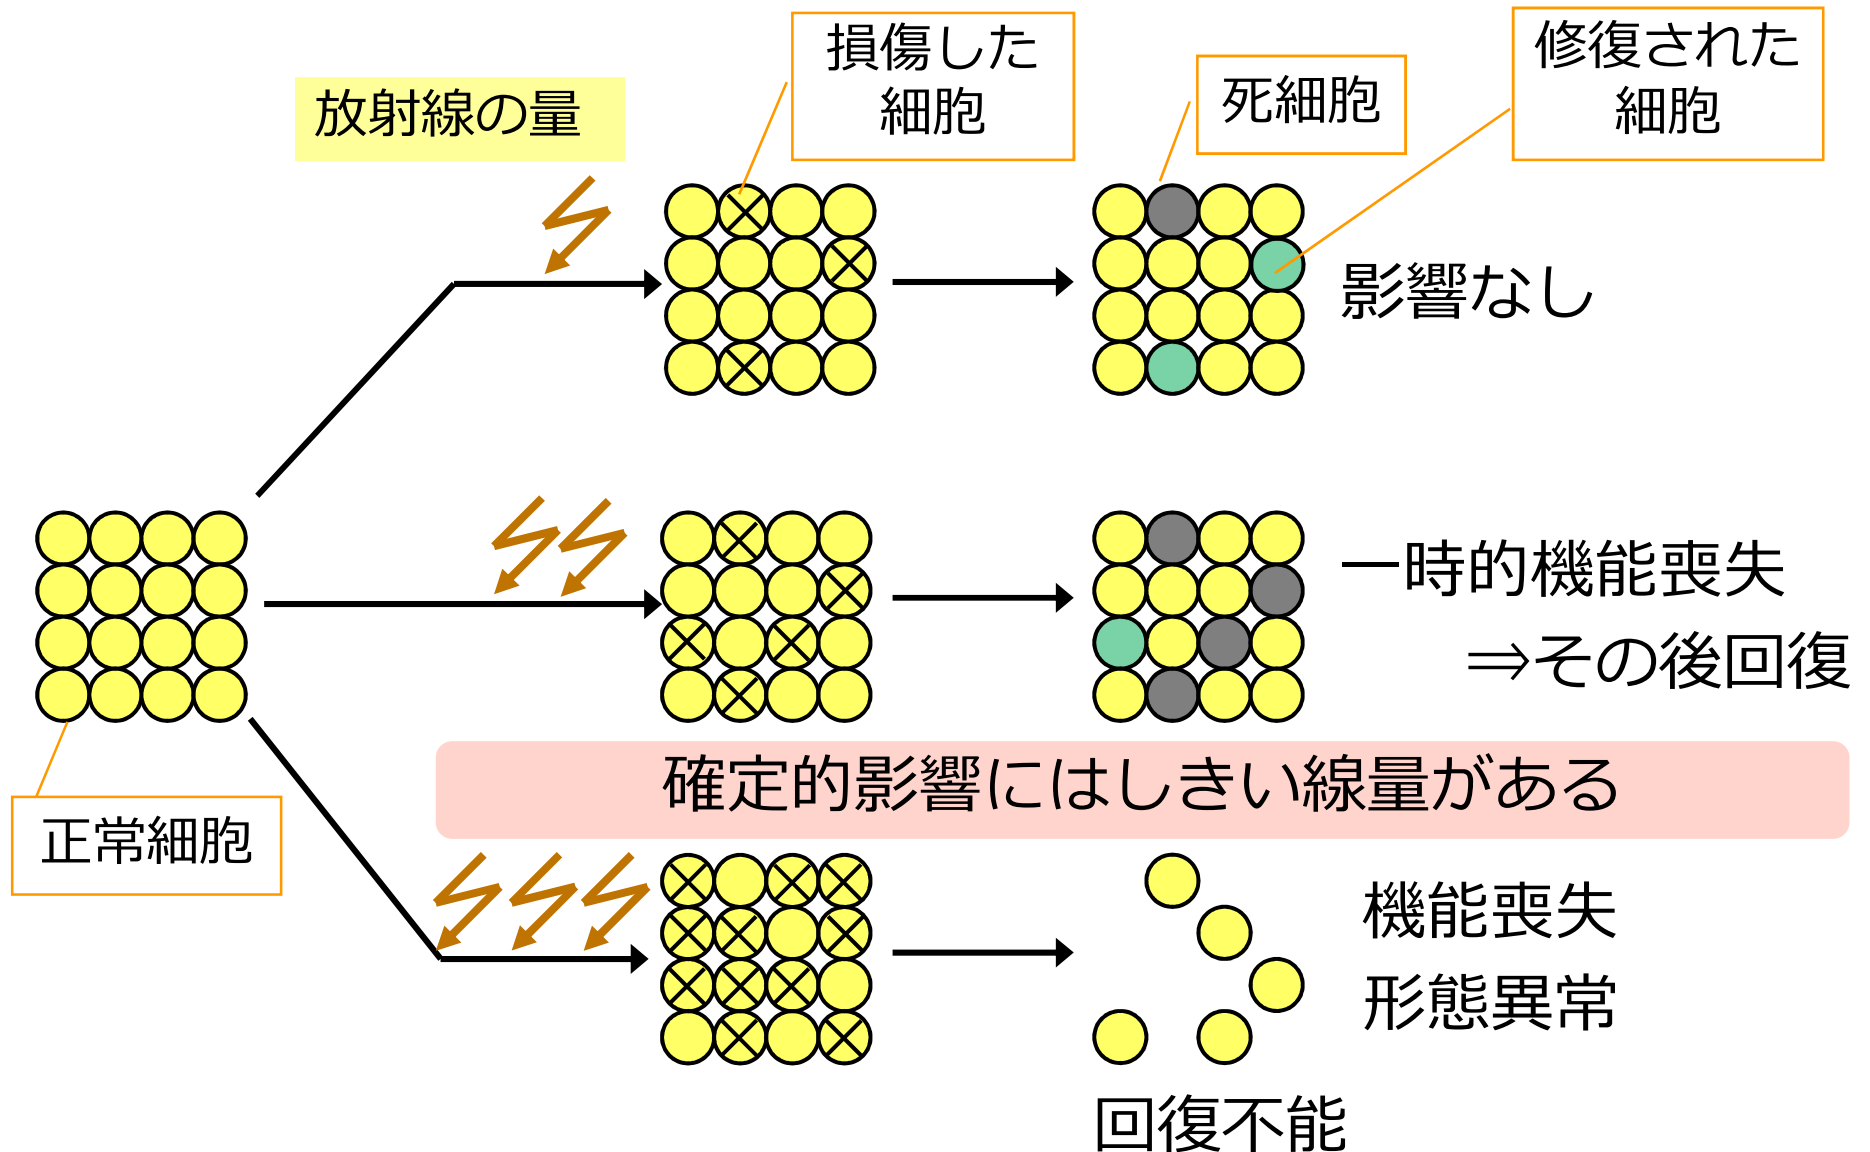 放射線の量
損傷した
細胞
死細胞
修復された
細胞
影響なし
一時的機能喪失
⇒その後回復
確定的影響にはしきい線量がある
正常細胞
機能喪失
形態異常
回復不能